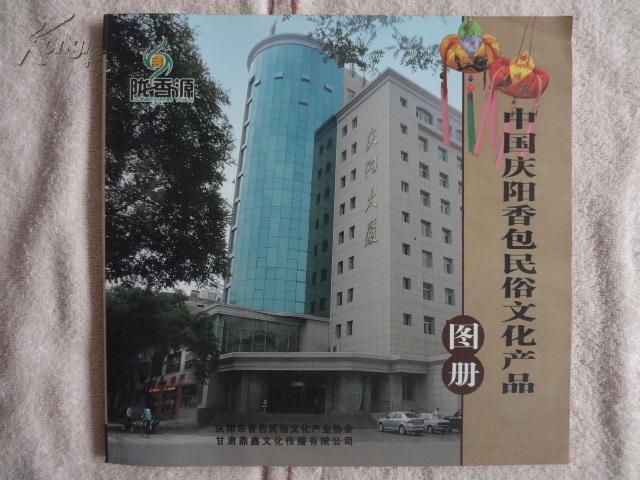 陇香源
庆阳大厦
中国庆阳香包民俗文化产品
图册
庆阳市香包民俗文化产业协会
甘肃鼎鑫文化传播有限公司